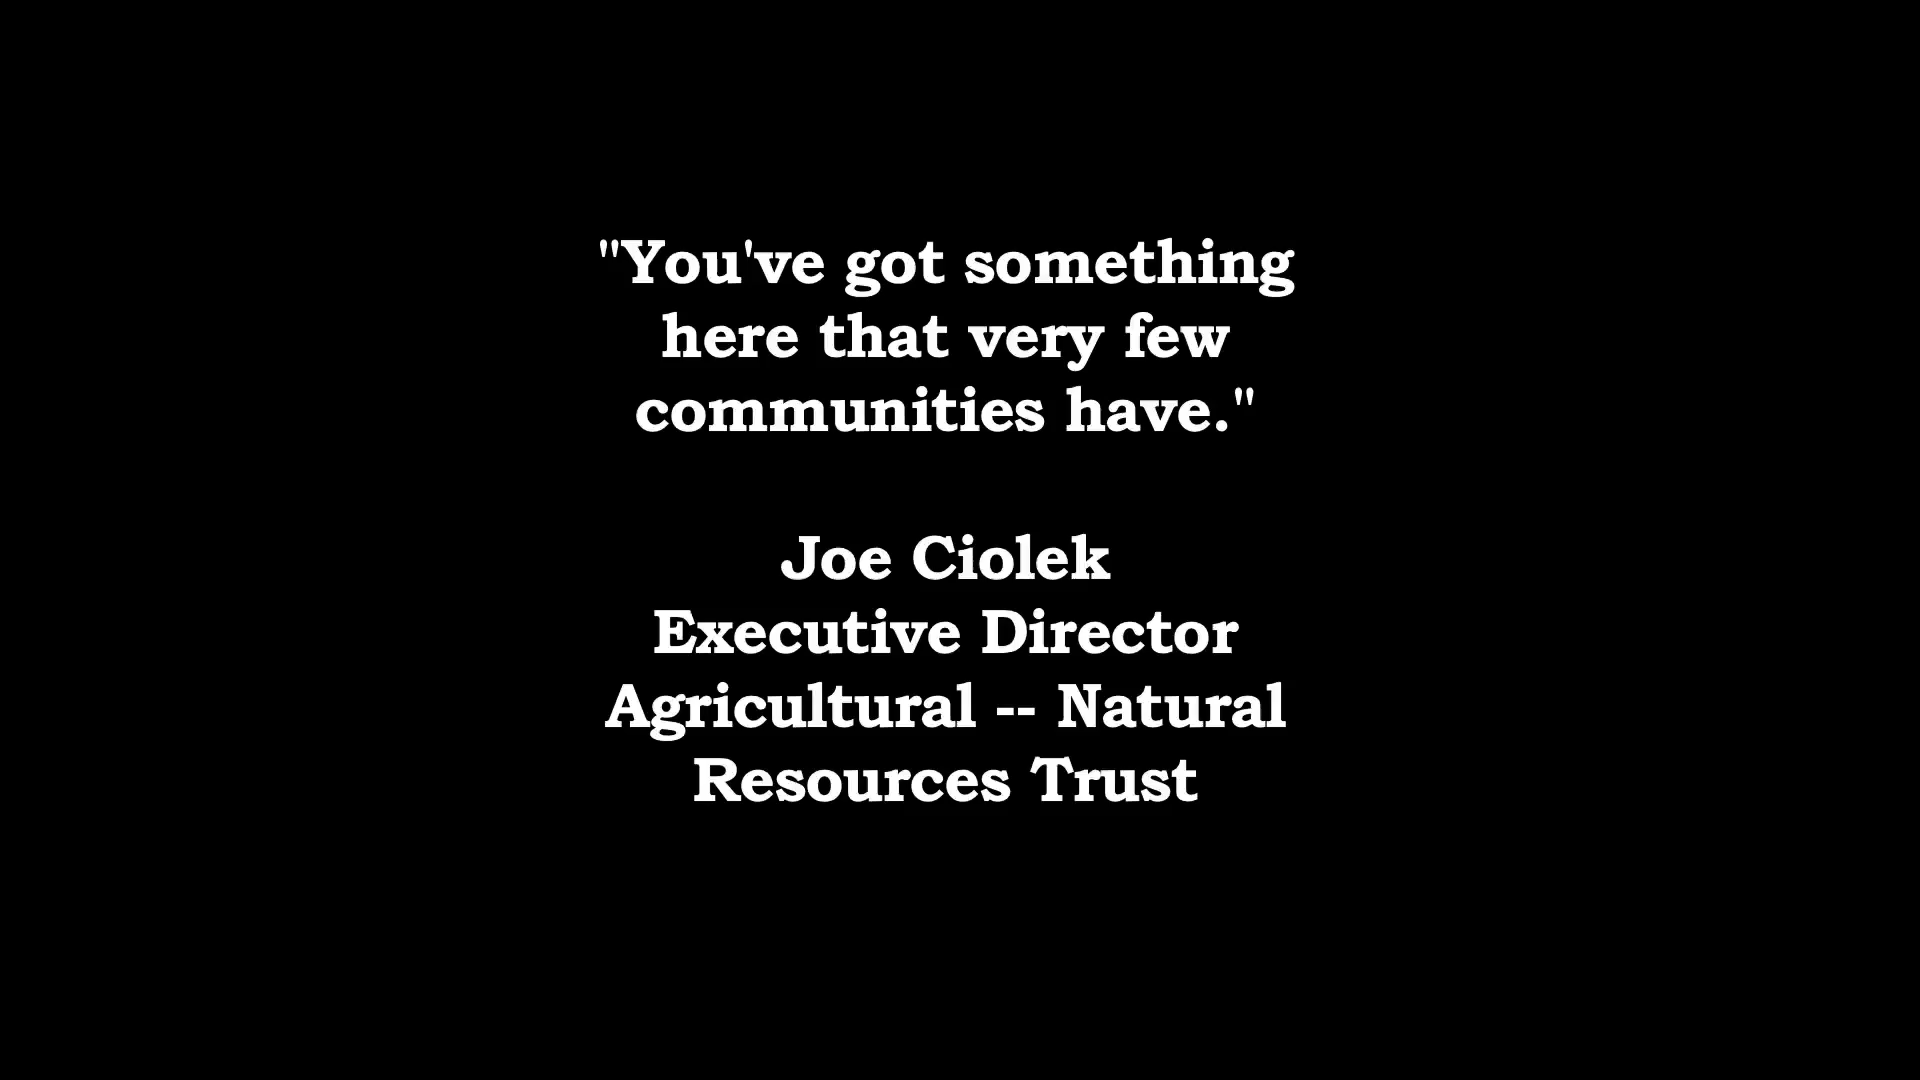 "You've got something
here that very few
communities have."
Joe Ciolek
Executive Director
Agricultural -- Natural
Resources Trust